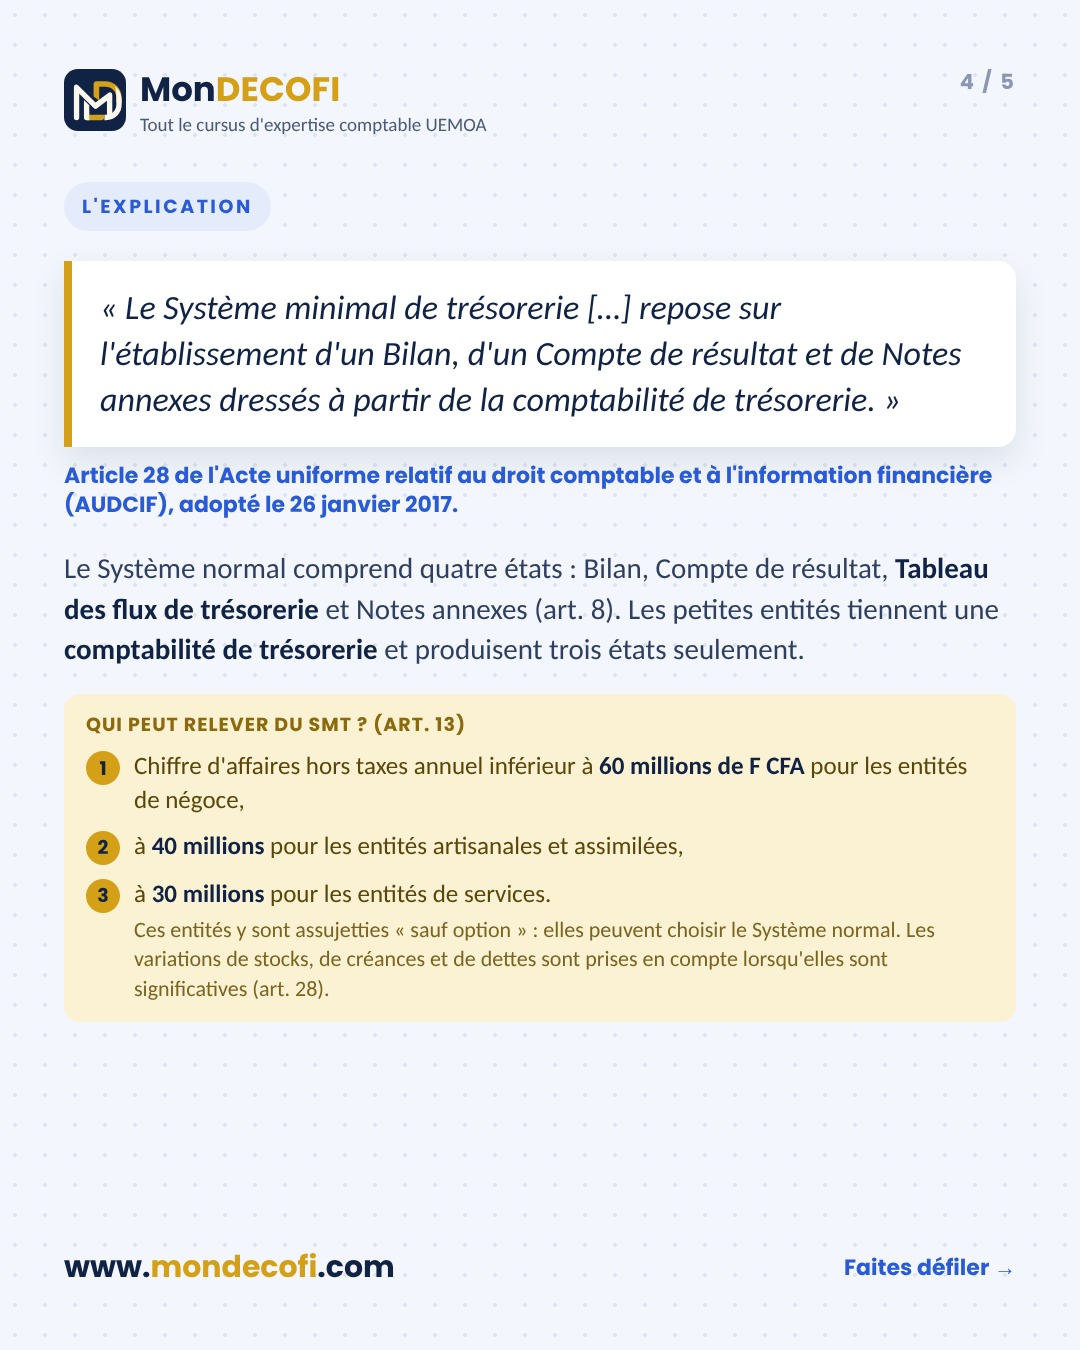 MonDECOFI
Tout le cursus d'expertise comptable UEMOA
4 / 5
L'EXPLICATION
« Le Système minimal de trésorerie [...] repose sur
l'établissement d'un Bilan, d'un Compte de résultat et de Notes
annexes dressés à partir de la comptabilité de trésorerie. »
Article 28 de l'Acte uniforme relatif au droit comptable et à l'information financière
(AUDCIF), adopté le 26 janvier 2017.
Le Système normal comprend quatre états : Bilan, Compte de résultat, Tableau
des flux de trésorerie et Notes annexes (art. 8). Les petites entités tiennent une
comptabilité de trésorerie et produisent trois états seulement.
QUI PEUT RELEVER DU SMT ? (ART. 13)
1 Chiffre d'affaires hors taxes annuel inférieur à 60 millions de F CFA pour les entités
de négoce,
2 à 40 millions pour les entités artisanales et assimilées,
3 à 30 millions pour les entités de services.
Ces entités y sont assujetties « sauf option » : elles peuvent choisir le Système normal. Les
variations de stocks, de créances et de dettes sont prises en compte lorsqu'elles sont
significatives (art. 28).
www.mondecofi.com
Faites défiler →